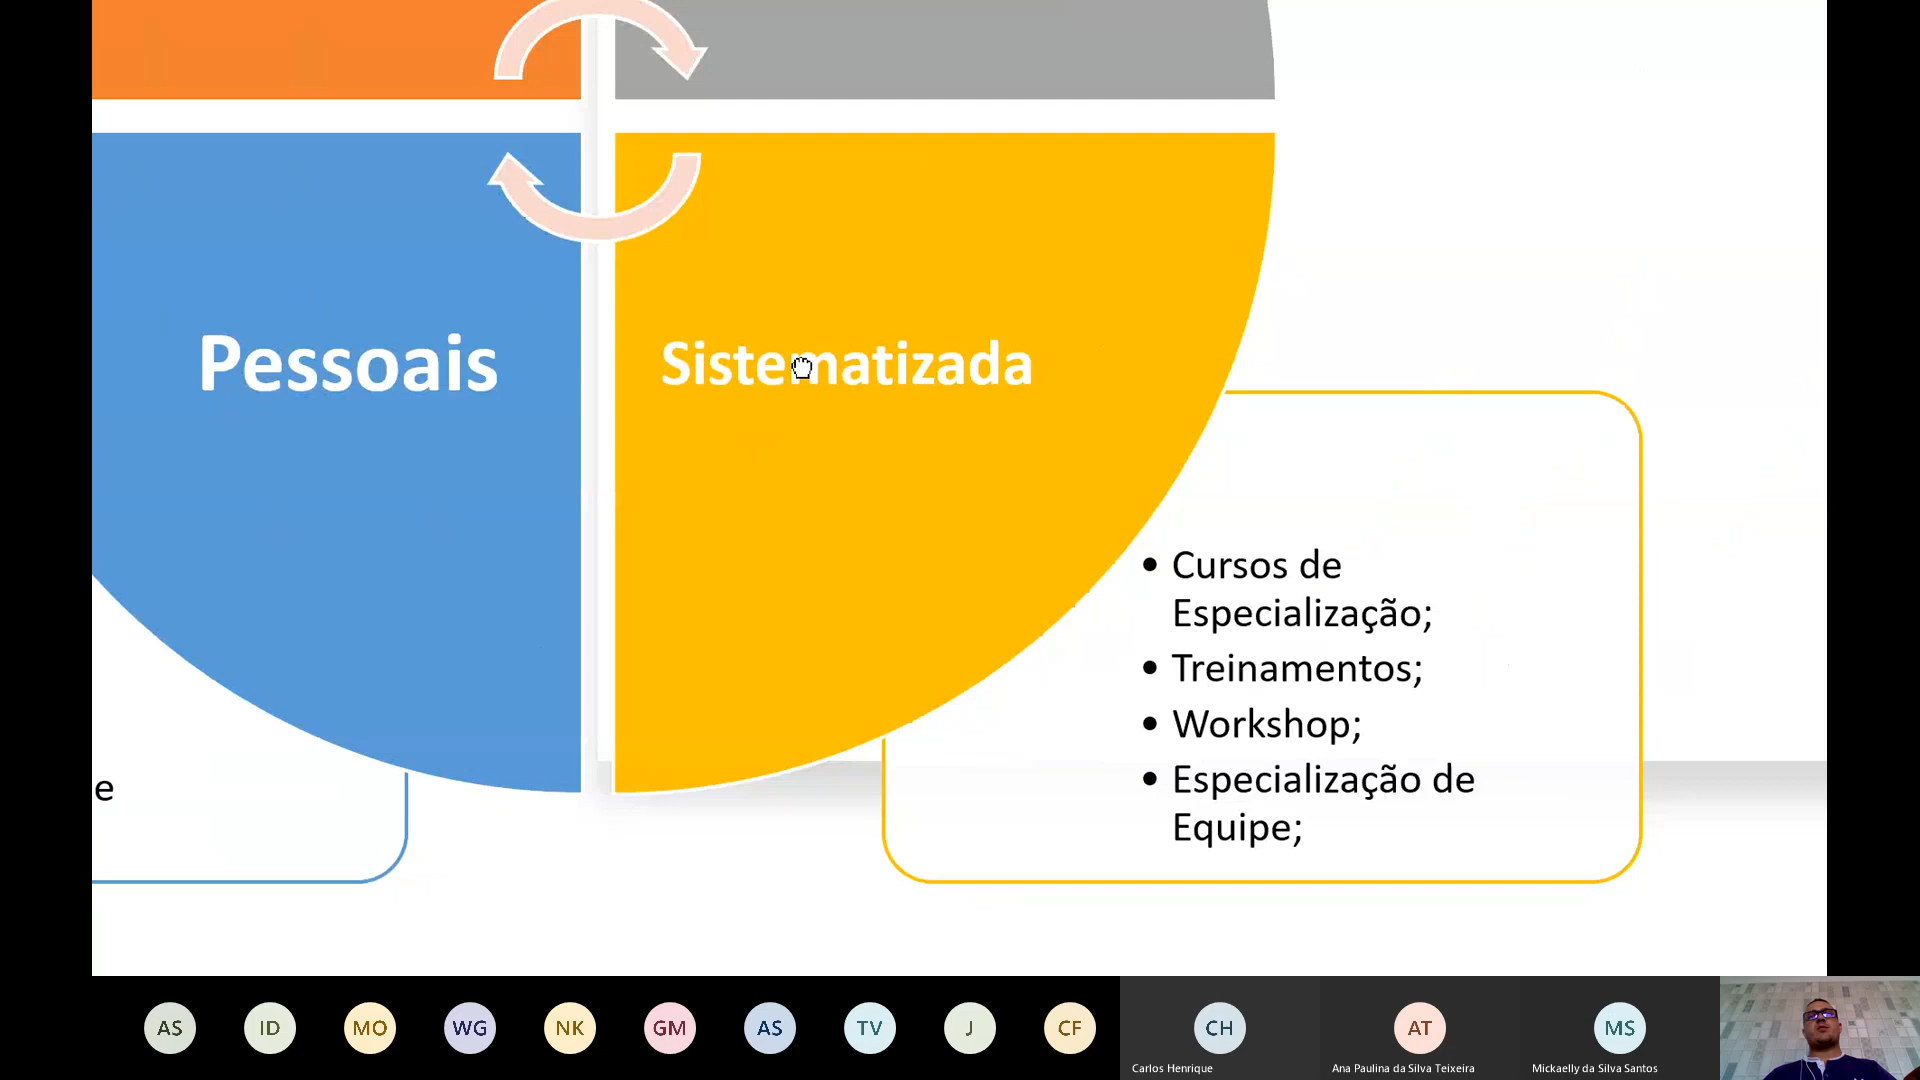 Pessoais
Sistematizada
• Cursos de
Especialização;
• Treinamentos;
• Workshop;
• Especialização de
Equipe;
e
AS
ID
MO
WG
NK
GM
AS
TV
J
CF
CH
AT
MS
Carlos Henrique
Ana Paulina da Silva Teixeira
Mickaelly da Silva Santos